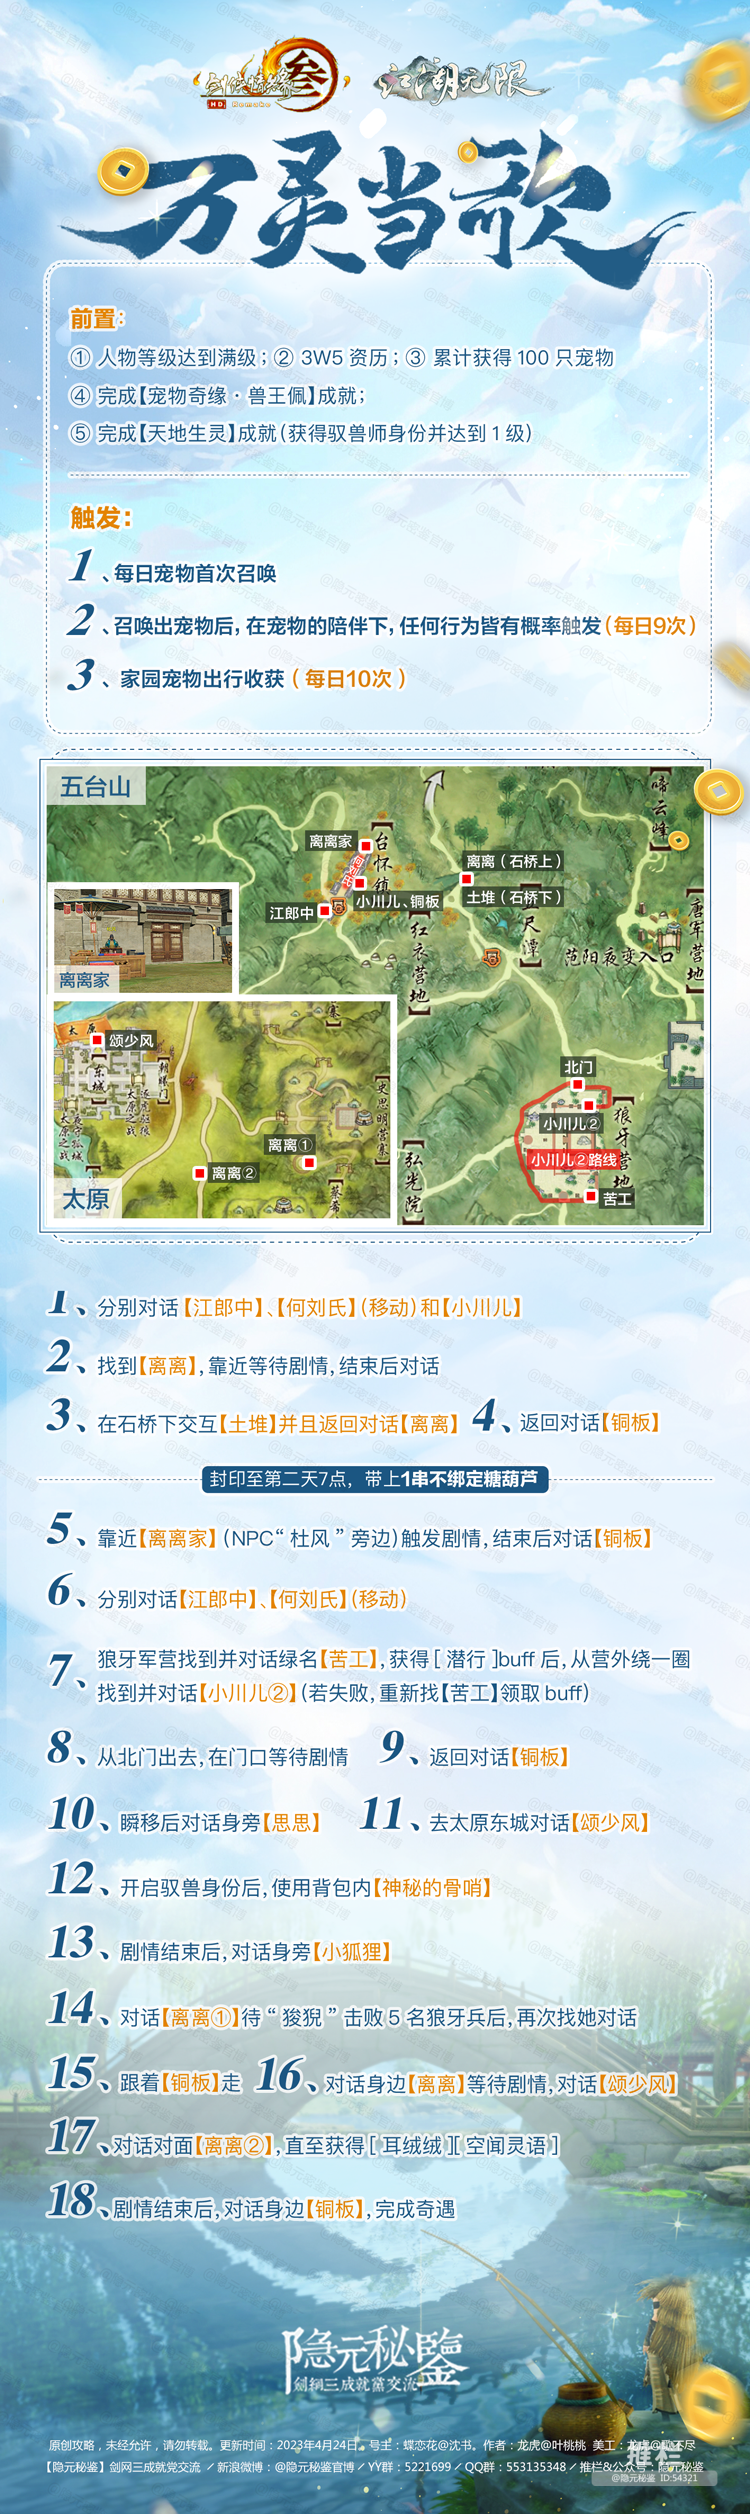 剑侠情缘叁
HD Remake
江湖无限
万灵当歌
前置:
① 人物等级达到满级；② 3W5 资历；③ 累计获得 100 只宠物
④ 完成【宠物奇缘·兽王佩】成就；
⑤ 完成【天地生灵】成就(获得驭兽师身份并达到 1 级)
触发：
1、每日宠物首次召唤
2、召唤出宠物后，在宠物的陪伴下，任何行为皆有概率触发(每日9次)
3、家园宠物出行收获(每日10次)
五台山
啼云峰
离离家
台怀镇
何刘氏
离离（石桥上）
小川儿、铜板
土堆（石桥下）
江郎中
唐军营地
红衣营地
尺潭
范阳夜变入口
离离家
太原
颂少风
东城
朝曦门
史思明营寨
北门
小川儿②
狼牙营地
离离①
小川儿②路线
离离②
弘光院
苦工
太原
1、分别对话【江郎中】、【何刘氏】(移动)和【小川儿】
2、找到【离离】,靠近等待剧情,结束后对话
3、在石桥下交互【土堆】并且返回对话【离离】 4、返回对话【铜板】
封印至第二天7点，带上1串不绑定糖葫芦
5、靠近【离离家】(NPC“杜风”旁边)触发剧情,结束后对话【铜板】
6、分别对话【江郎中】、【何刘氏】(移动)
7、狼牙军营找到并对话绿名【苦工】,获得[潜行]buff 后,从营外绕一圈
找到并对话【小川儿②】(若失败,重新找【苦工】领取 buff)
8、从北门出去,在门口等待剧情 9、返回对话【铜板】
10、瞬移后对话身旁【思思】 11、去太原东城对话【颂少风】
12、开启驭兽身份后,使用背包内【神秘的骨哨】
13、剧情结束后,对话身旁【小狐狸】
14、对话【离离①】待“狻猊”击败 5 名狼牙兵后,再次找她对话
15、跟着【铜板】走 16、对话身边【离离】等待剧情,对话【颂少风】
17、对话对面【离离②】,直至获得[耳绒绒][空闻灵语]
18、剧情结束后,对话身边【铜板】,完成奇遇
隐元秘鑑
劍網三成就黨交流
原创攻略，未经允许，请勿转载。更新时间：2023年4月24日。号主：蝶恋花@沈书。作者：龙虎@叶桃桃 美工：龙虎@
【隐元秘鉴】剑网三成就党交流 / 新浪微博：@隐元秘鉴官博 / YY群：5221699 / QQ群：553135348 / 推栏&公众号：隐元秘鉴
推栏
@隐元秘鉴 ID:54321